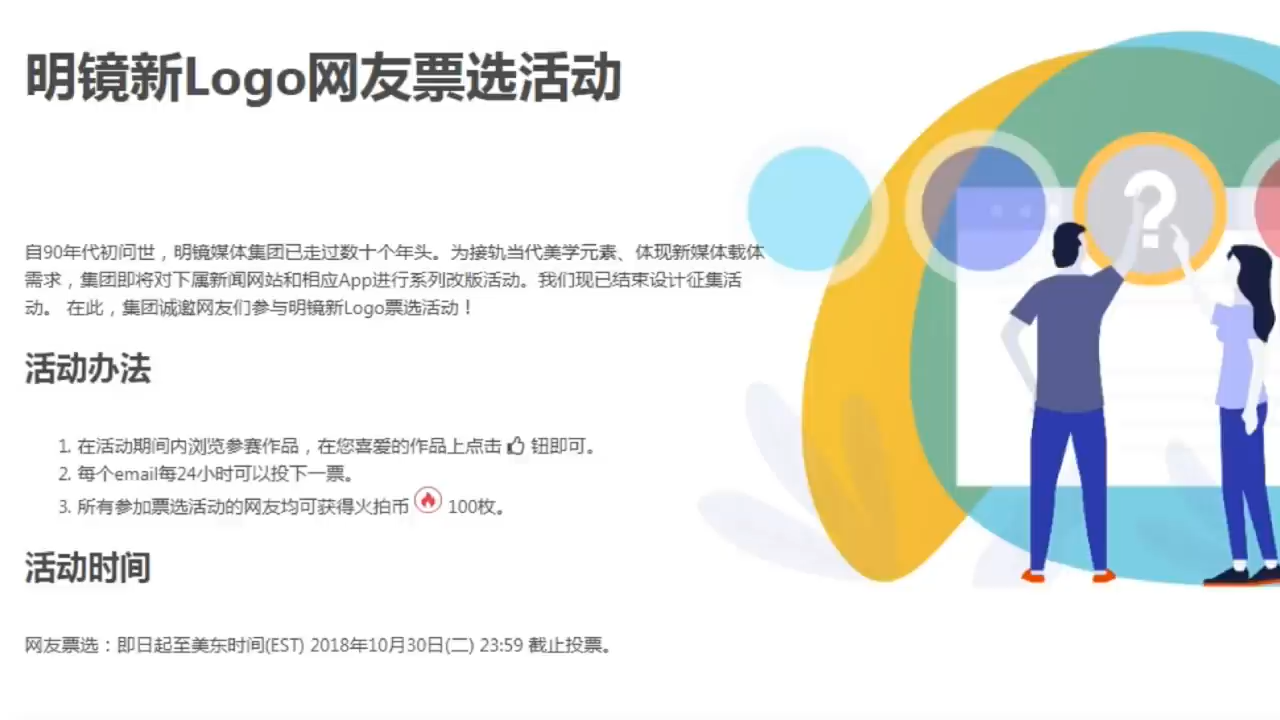 明镜新Logo网友票选活动
自90年代初问世，明镜媒体集团已走过数十个年头。为接轨当代美学元素、体现新媒体载体
需求，集团即将对下属新闻网站和相应App进行系列改版活动。我们现已结束设计征集活
动。 在此，集团诚邀网友们参与明镜新Logo票选活动！
活动办法
1. 在活动期间内浏览参赛作品，在您喜爱的作品上点击 钮即可。
2. 每个email每24小时可以投下一票。
3. 所有参加票选活动的网友均可获得火拍币 100枚。
活动时间
网友票选：即日起至美东时间(EST) 2018年10月30日(二) 23:59 截止投票。
?